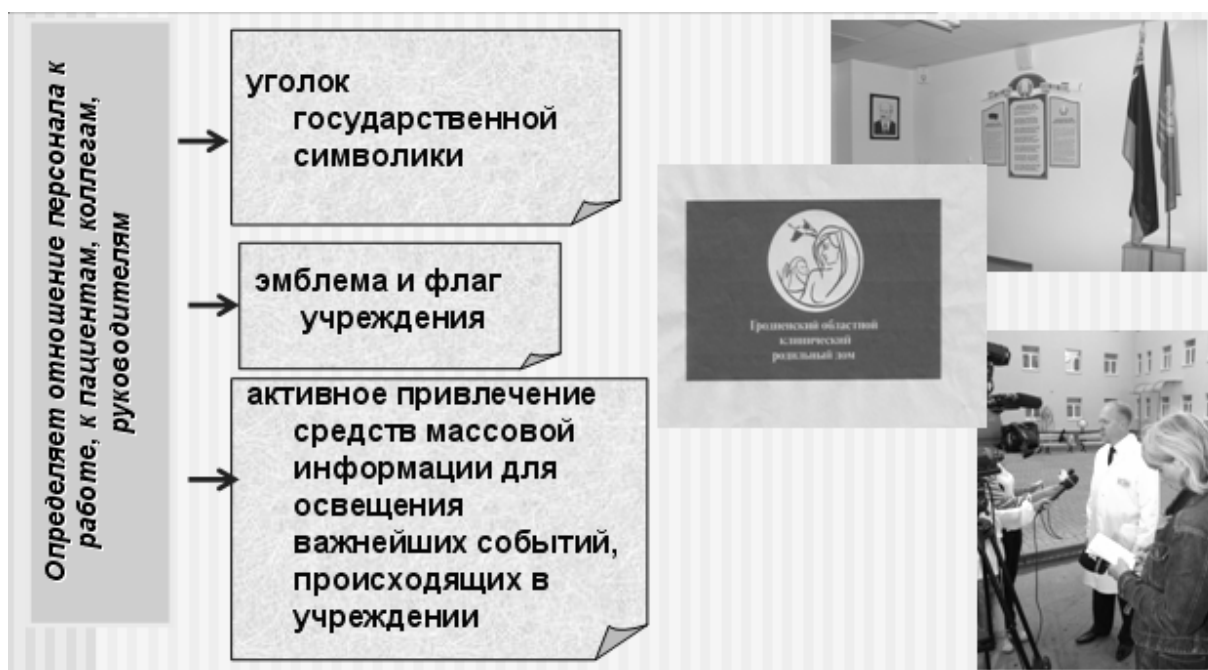 Определяет отношение персонала к
работе, к пациентам, коллегам,
руководителям
уголок
государственной
символики
эмблема и флаг
учреждения
активное привлечение
средств массовой
информации для
освещения
важнейших событий,
происходящих в
учреждении
Гродненский областной
клинический
родильный дом